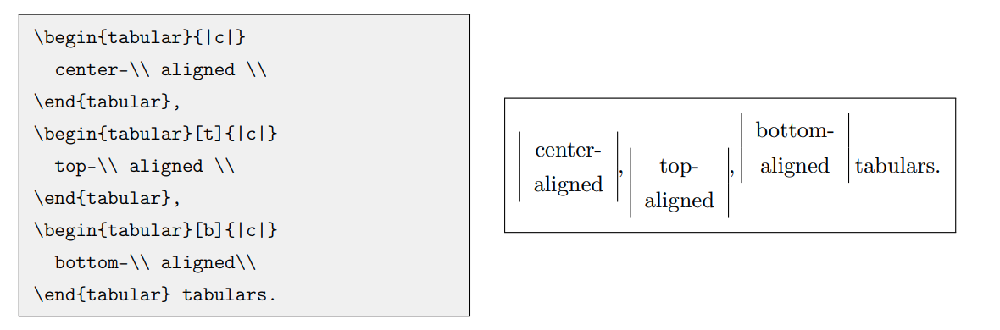 \begin{tabular}{|c|}
center-\\ aligned \\
\end{tabular},
\begin{tabular}[t]{|c|}
top-\\ aligned \\
\end{tabular},
\begin{tabular}[b]{|c|}
bottom-\\ aligned\\
\end{tabular} tabulars.
center-
aligned
,
top-
aligned
,
bottom-
aligned
tabulars.